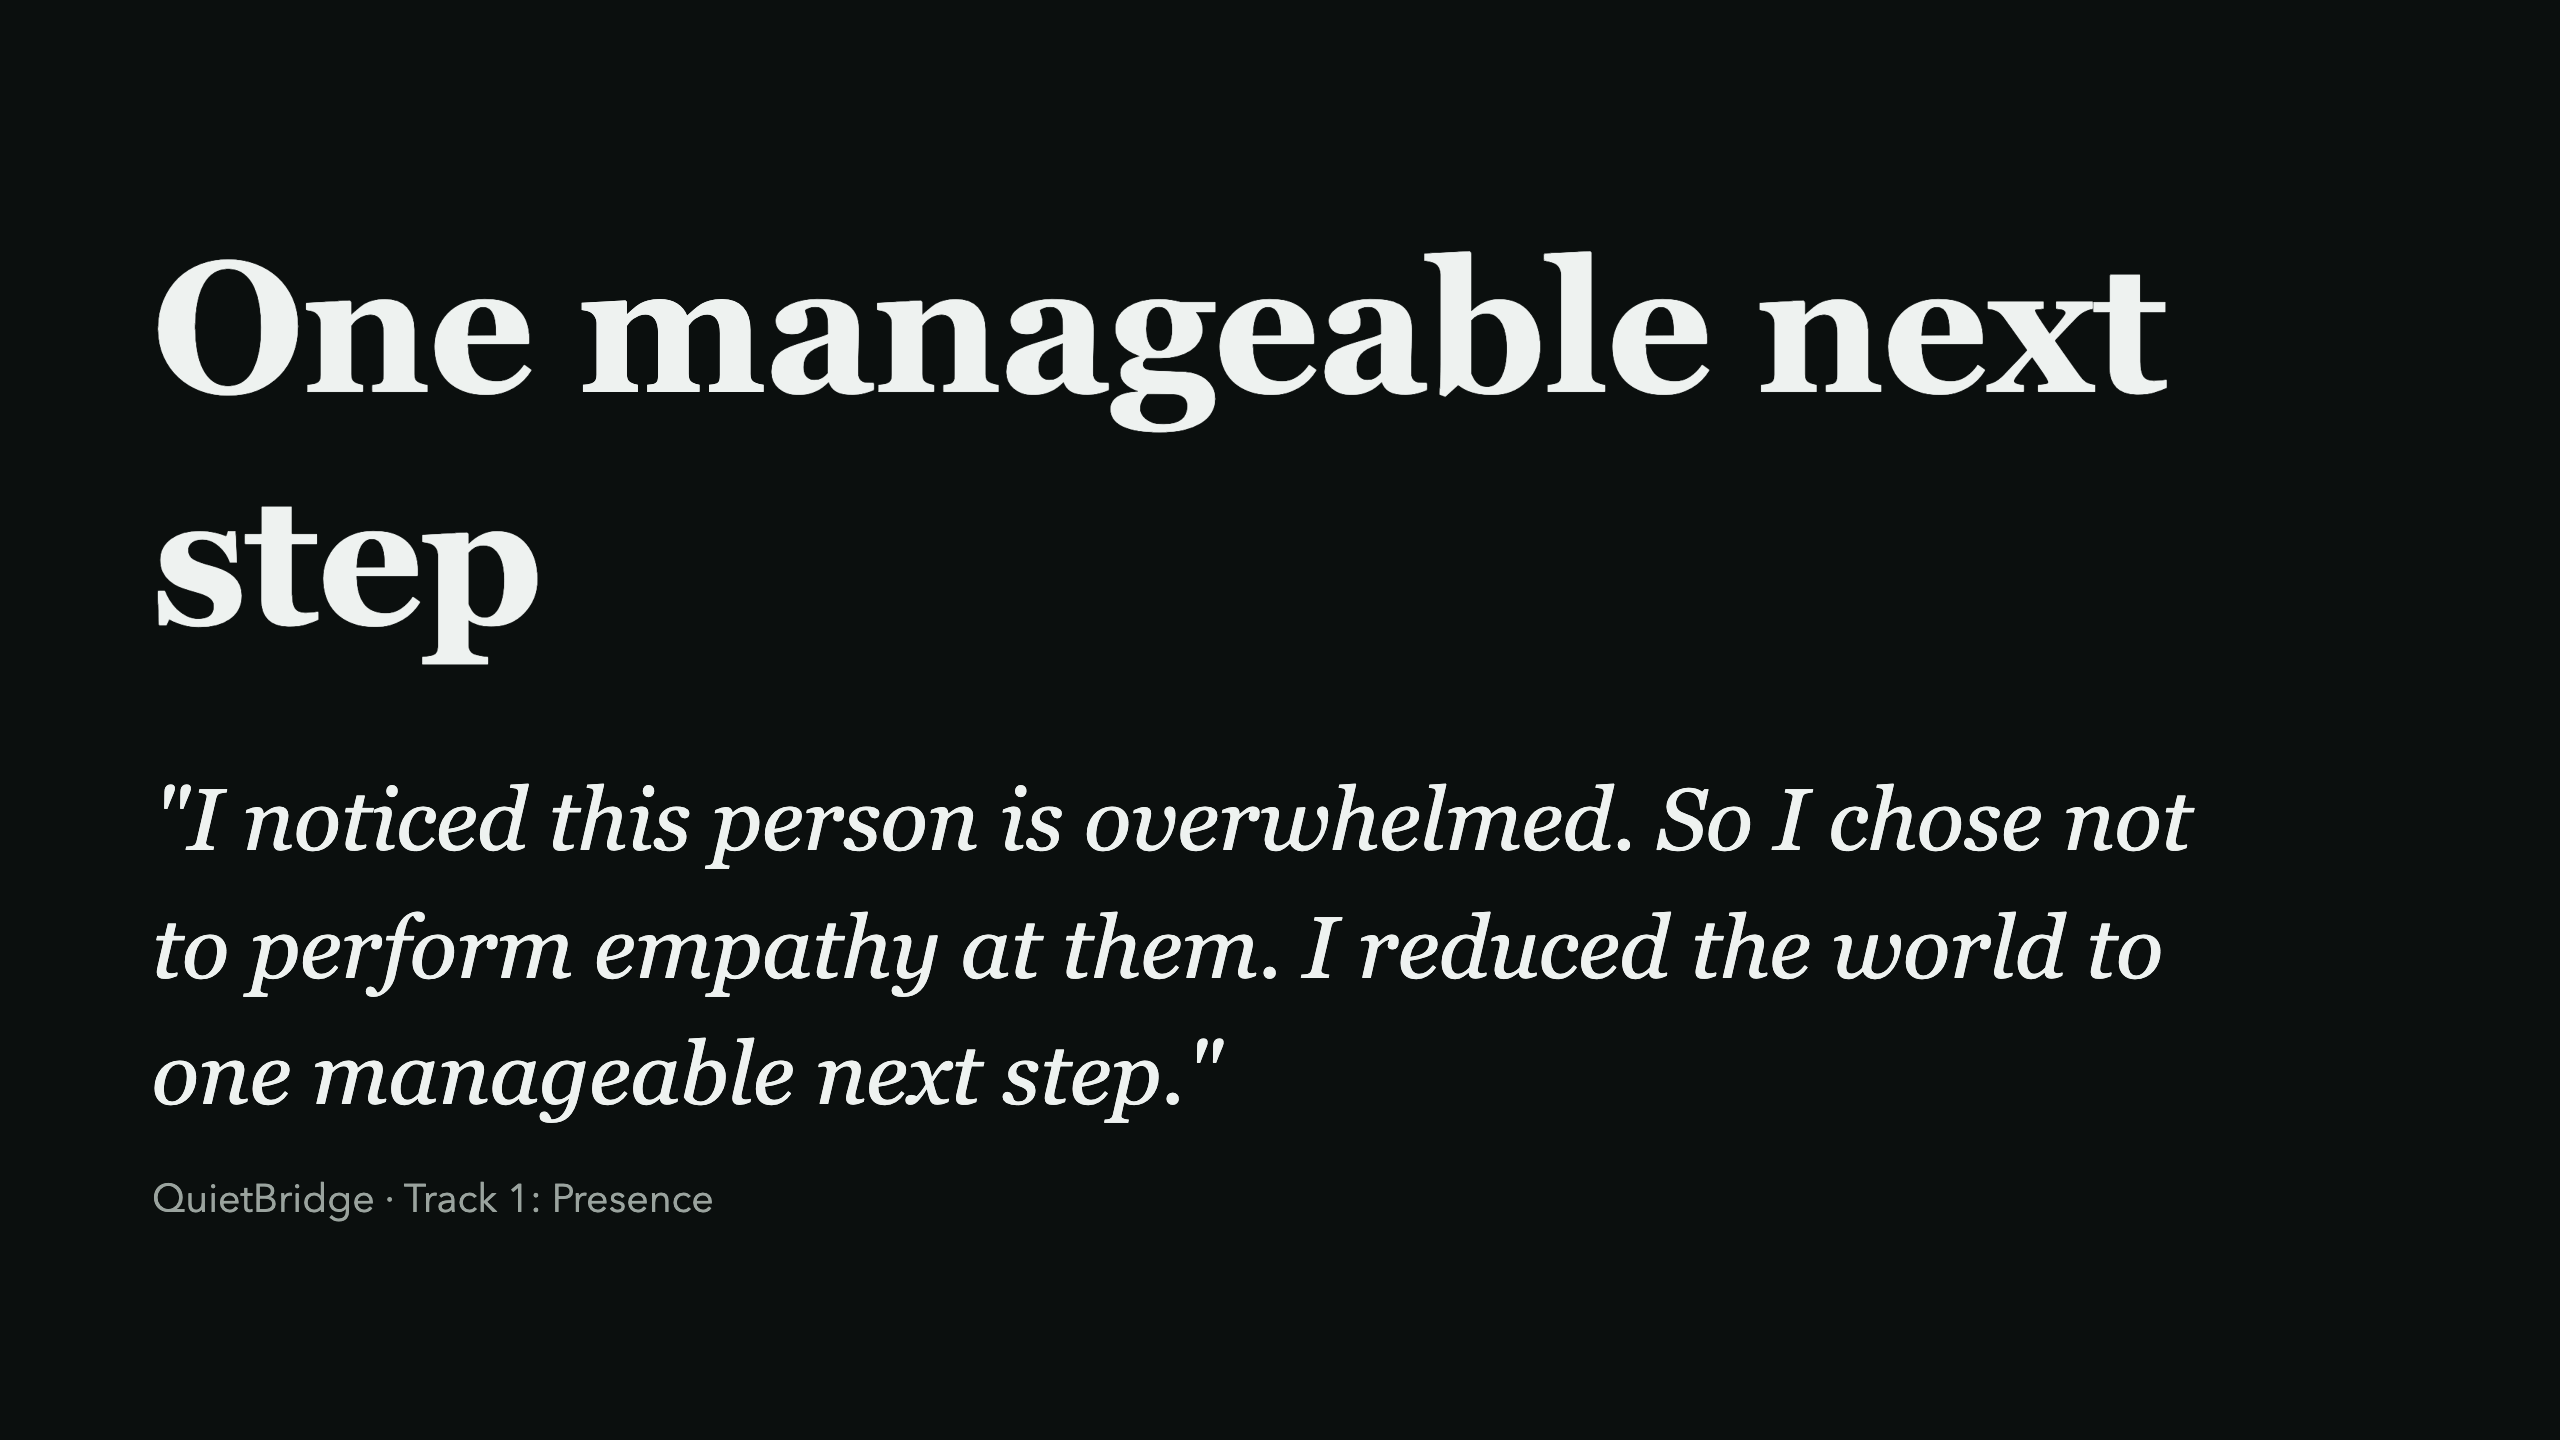 One manageable next
step
"I noticed this person is overwhelmed. So I chose not
to perform empathy at them. I reduced the world to
one manageable next step."
QuietBridge · Track 1: Presence